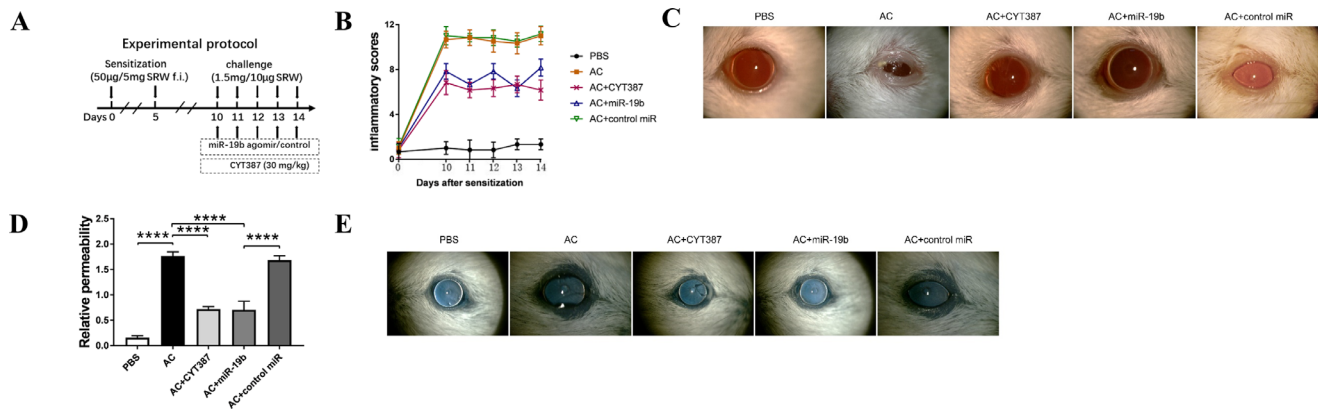 A
Experimental protocol
Sensitization
(50μg/5mg SRW f.i.)
challenge
(1.5mg/10μg SRW)
Days 0 5 10 11 12 13 14
miR-19b agomir/control
CYT387 (30 mg/kg)
B
inflammatory scores
12
8
4
0
0 10 11 12 13 14
Days after sensitization
PBS
AC
AC+CYT387
AC+miR-19b
AC+control miR
C
PBS AC AC+CYT387 AC+miR-19b AC+control miR
D
Relative permeability
2.5
2.0
1.5
1.0
0.5
0.0
****
****
**** ****
PBS AC AC+CYT387 AC+miR-19b AC+control miR
E
PBS AC AC+CYT387 AC+miR-19b AC+control miR